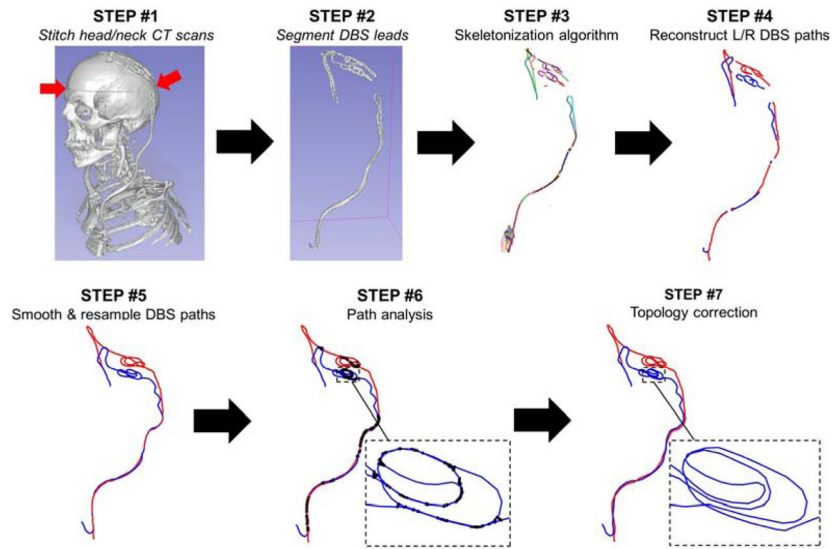 STEP #1
Stitch head/neck CT scans
STEP #2
Segment DBS leads
STEP #3
Skeletonization algorithm
STEP #4
Reconstruct L/R DBS paths
STEP #5
Smooth & resample DBS paths
STEP #6
Path analysis
STEP #7
Topology correction